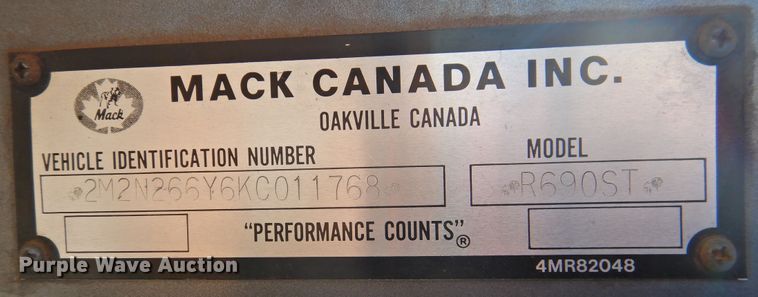 MACK CANADA INC.
Mack
OAKVILLE CANADA
VEHICLE IDENTIFICATION NUMBER
MODEL
2M2N266Y6KC011768
R690ST
"PERFORMANCE COUNTS"®
Purple Wave Auction
4MR82048